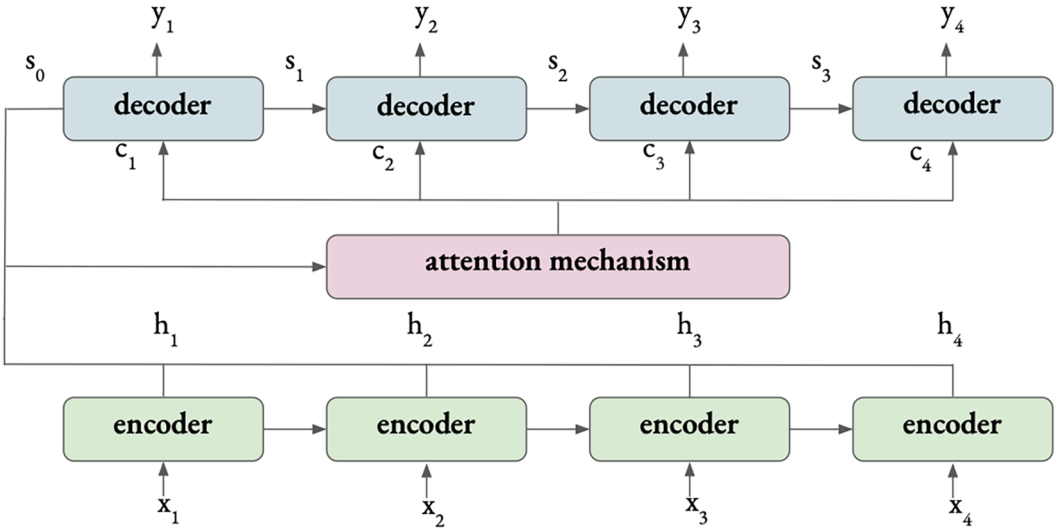 y₁ y₂ y₃ y₄
s₀ s₁ s₂ s₃
decoder decoder decoder decoder
c₁ c₂ c₃ c₄
attention mechanism
h₁ h₂ h₃ h₄
encoder encoder encoder encoder
x₁ x₂ x₃ x₄